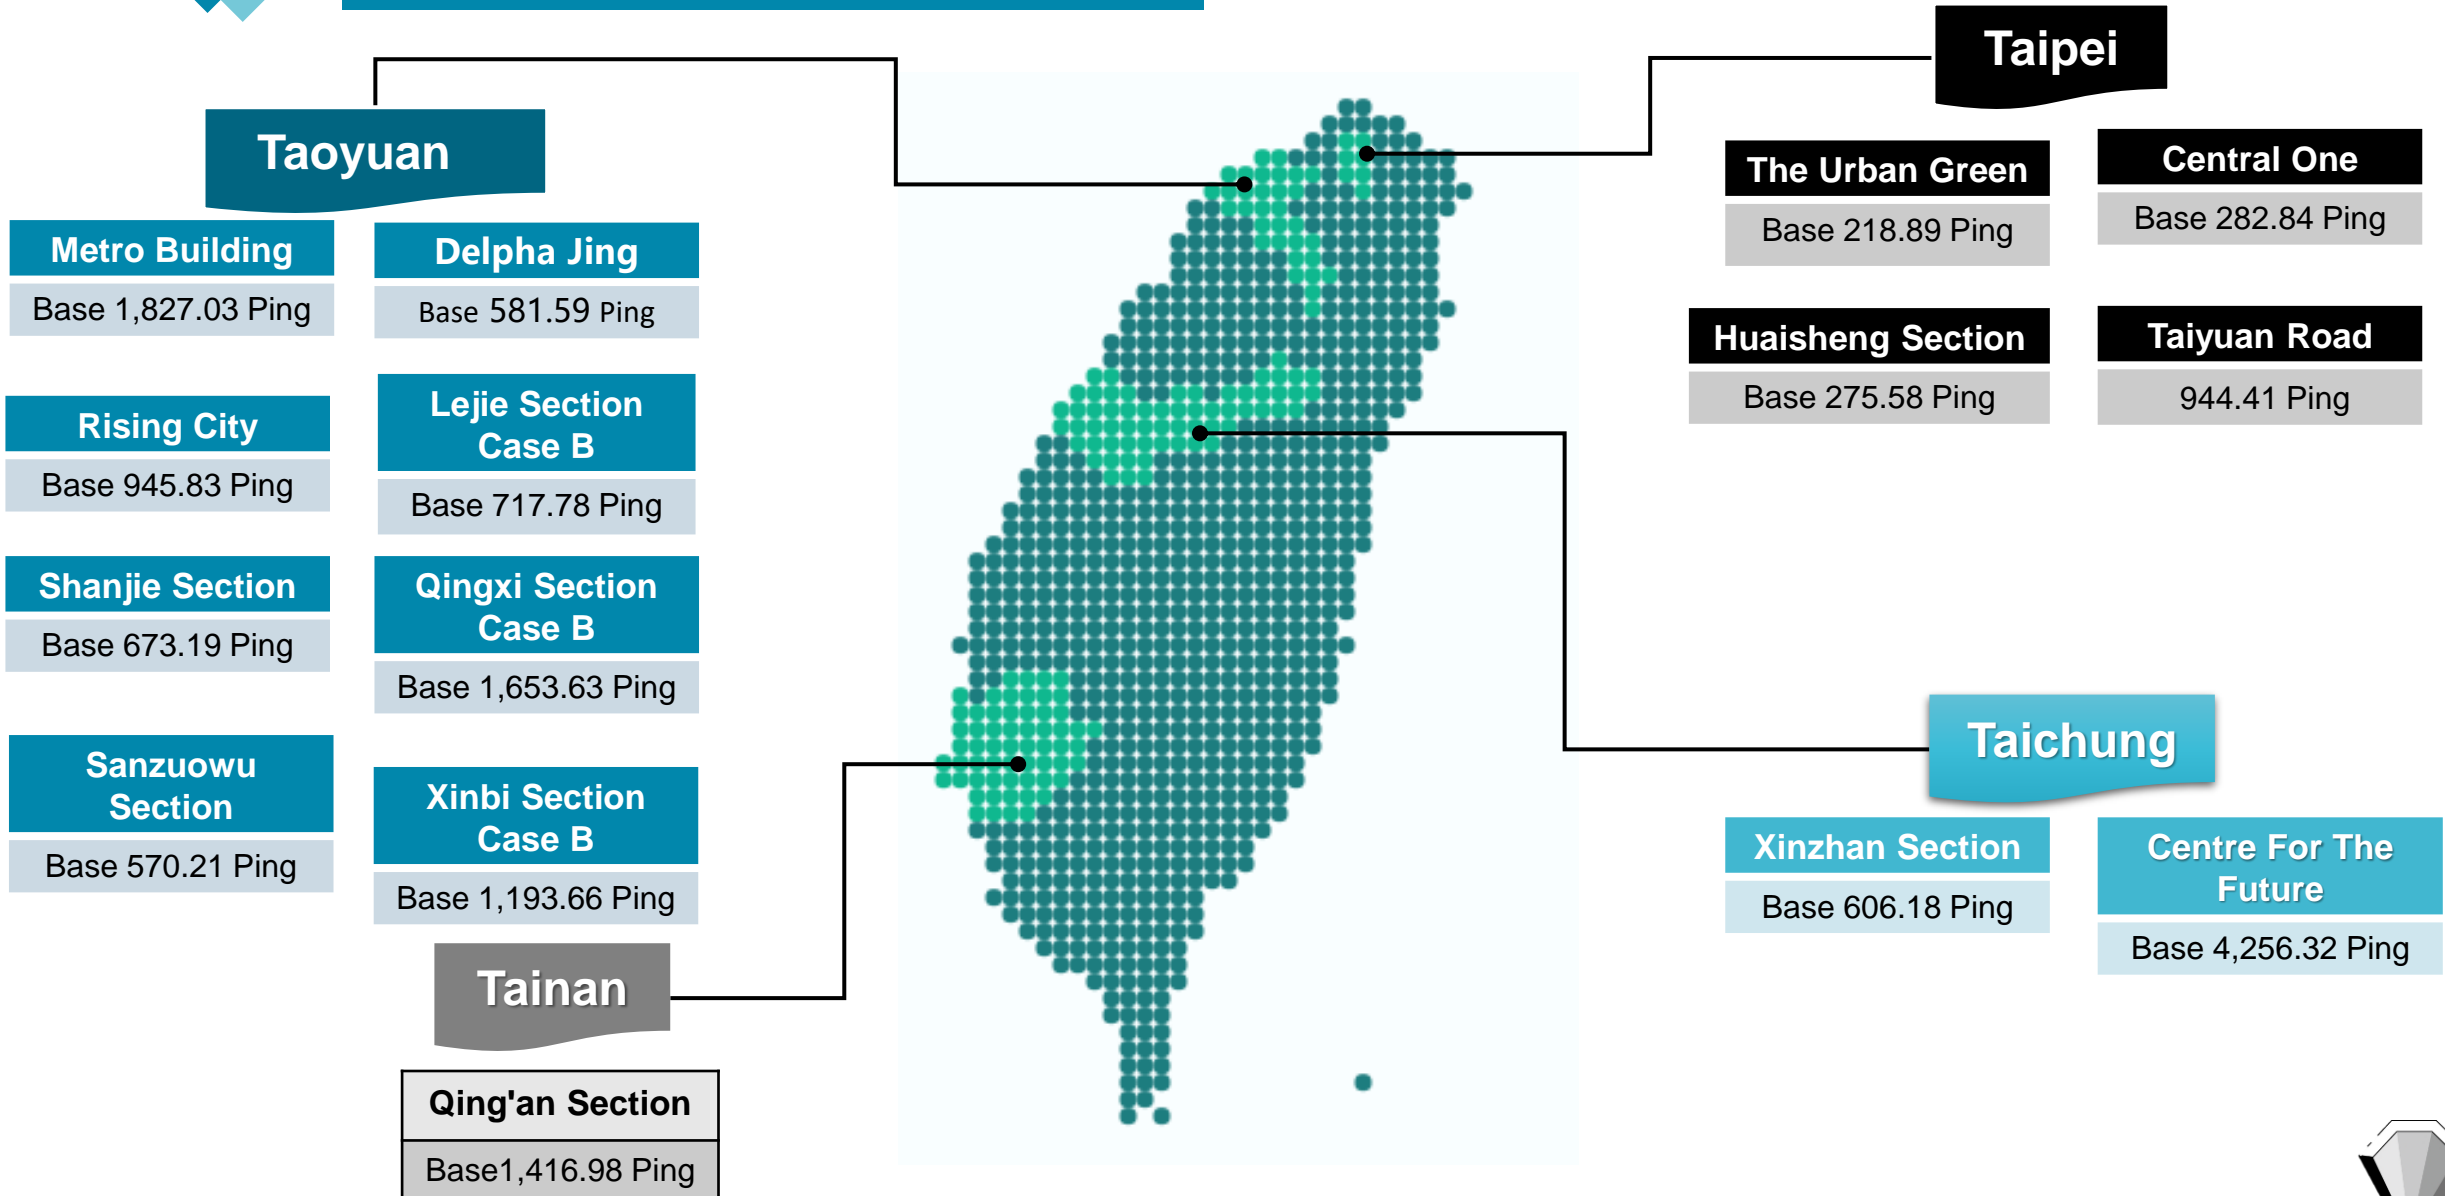 Taoyuan
Metro Building
Base 1,827.03 Ping
Delpha Jing
Base 581.59 Ping
Rising City
Base 945.83 Ping
Lejie Section
Case B
Base 717.78 Ping
Shanjie Section
Base 673.19 Ping
Qingxi Section
Case B
Base 1,653.63 Ping
Sanzuowu
Section
Base 570.21 Ping
Xinbi Section
Case B
Base 1,193.66 Ping
Tainan
Qing'an Section
Base1,416.98 Ping
Taipei
The Urban Green
Base 218.89 Ping
Central One
Base 282.84 Ping
Huaisheng Section
Base 275.58 Ping
Taiyuan Road
944.41 Ping
Taichung
Xinzhan Section
Base 606.18 Ping
Centre For The
Future
Base 4,256.32 Ping